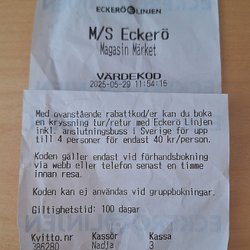 ECKERÖ LINJEN
M/S Eckerö
Magasin Märket
VÄRDEKOD
2025-05-29 11:54:16
Med ovanstående rabattkod/er kan du boka
en kryssning tur/retur med Eckerö Linjen
inkl. anslutningsbuss i Sverige för upp
till 4 personer för endast 40 kr/person.
Koden gäller endast vid förhandsbokning
via webb eller telefon senast en timme
innan resa.
Koden kan ej användas vid gruppbokningar.
Giltighetstid: 100 dagar
Kvitto.nr Kassör Kassa
386280 Nadja 3